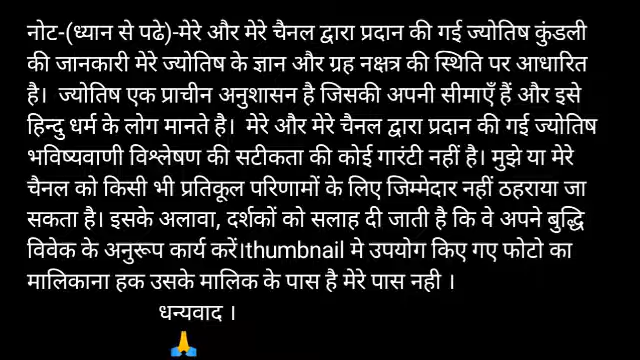 नोट-(ध्यान से पढे)-मेरे और मेरे चैनल द्वारा प्रदान की गई ज्योतिष कुंडली
की जानकारी मेरे ज्योतिष के ज्ञान और ग्रह नक्षत्र की स्थिति पर आधारित
है। ज्योतिष एक प्राचीन अनुशासन है जिसकी अपनी सीमाएँ हैं और इसे
हिन्दु धर्म के लोग मानते है। मेरे और मेरे चैनल द्वारा प्रदान की गई ज्योतिष
भविष्यवाणी विश्लेषण की सटीकता की कोई गारंटी नहीं है। मुझे या मेरे
चैनल को किसी भी प्रतिकूल परिणामों के लिए जिम्मेदार नहीं ठहराया जा
सकता है। इसके अलावा, दर्शकों को सलाह दी जाती है कि वे अपने बुद्धि
विवेक के अनुरूप कार्य करें।thumbnail मे उपयोग किए गए फोटो का
मालिकाना हक उसके मालिक के पास है मेरे पास नही ।
धन्यवाद ।
🙏